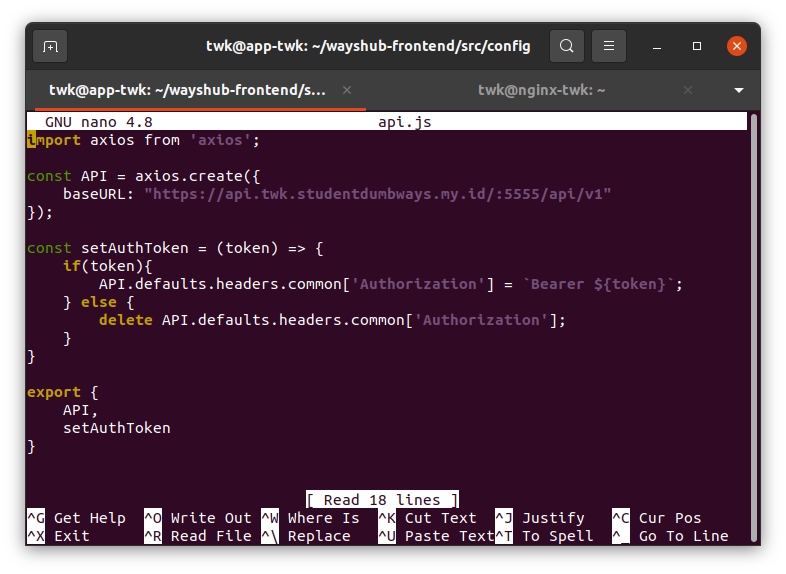 twk@app-twk: ~/wayshub-frontend/src/config
twk@app-twk: ~/wayshub-frontend/s...
twk@nginx-twk: ~
GNU nano 4.8 api.js
import axios from 'axios';
const API = axios.create({
    baseURL: "https://api.twk.studentdumbways.my.id/:5555/api/v1"
});
const setAuthToken = (token) => {
    if(token){
        API.defaults.headers.common['Authorization'] = `Bearer ${token}`;
    } else {
        delete API.defaults.headers.common['Authorization'];
    }
}
export {
    API,
    setAuthToken
}
[ Read 18 lines ]
^G Get Help ^O Write Out ^W Where Is ^K Cut Text ^J Justify ^C Cur Pos
^X Exit ^R Read File ^\ Replace ^U Paste Text ^T To Spell ^_ Go To Line